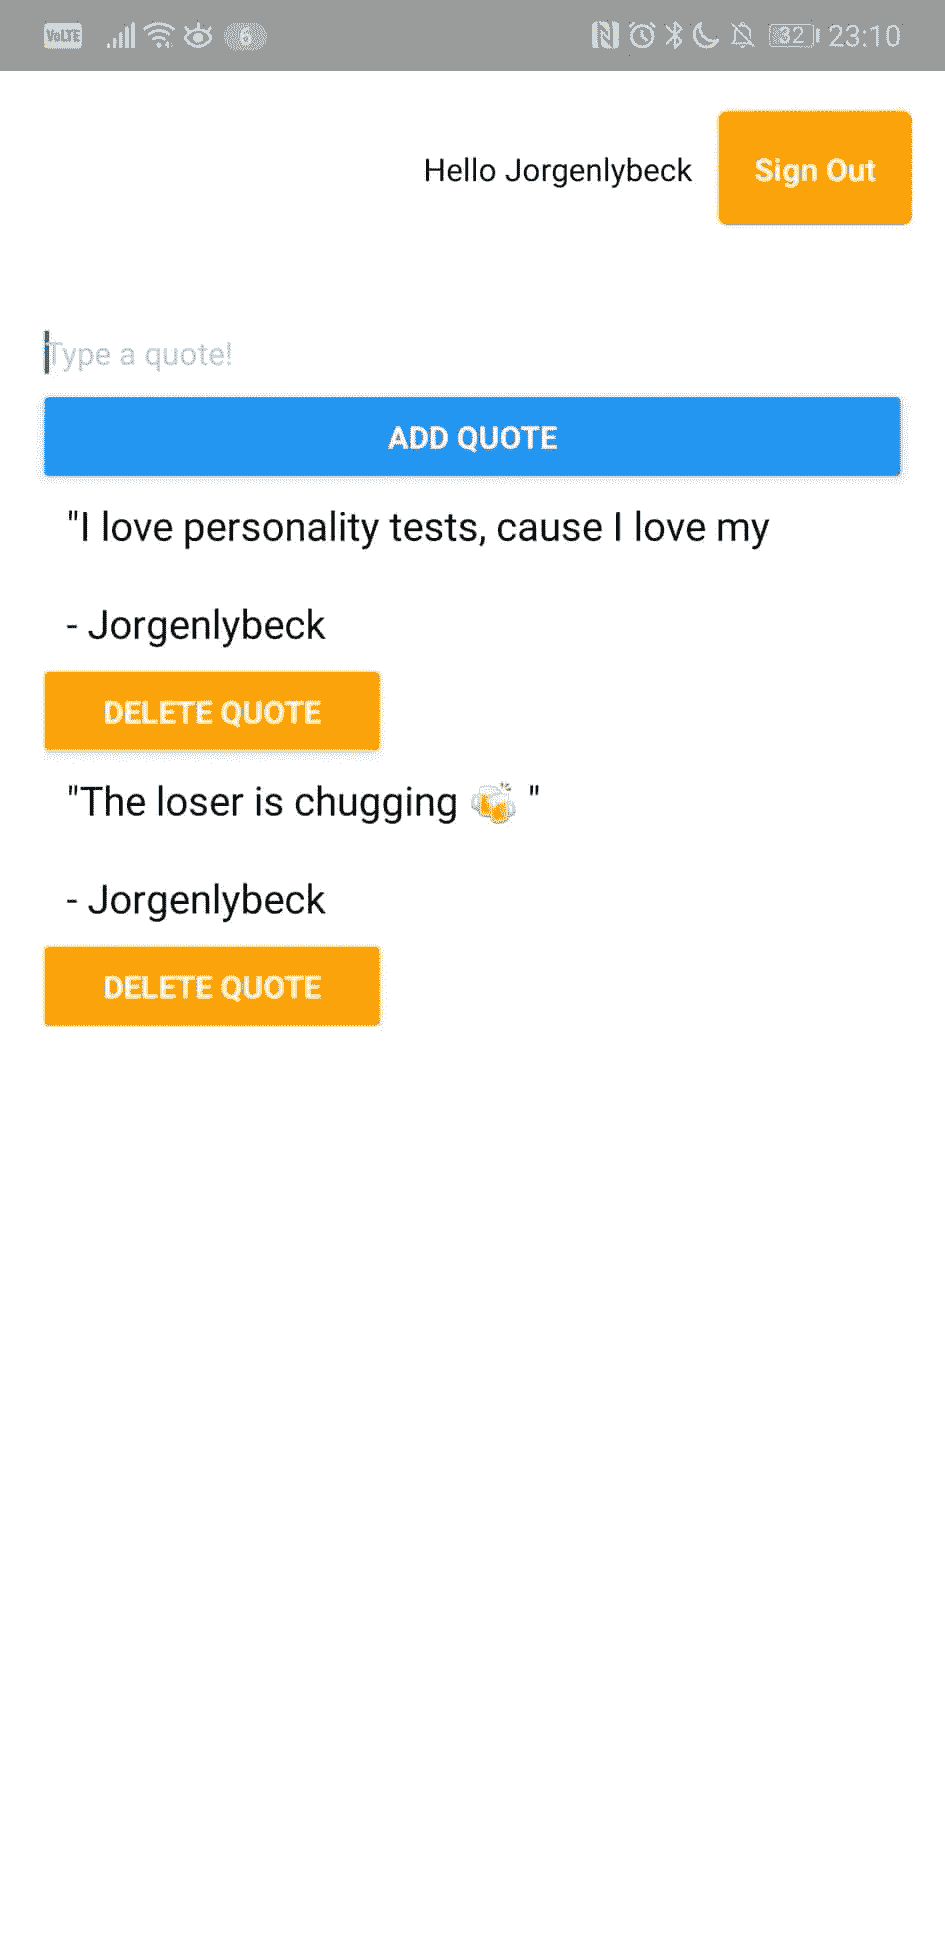 VoLTE 6 32 23:10
Hello Jorgenlybeck Sign Out
Type a quote!
ADD QUOTE
"I love personality tests, cause I love my
- Jorgenlybeck
DELETE QUOTE
"The loser is chugging 🍻 "
- Jorgenlybeck
DELETE QUOTE